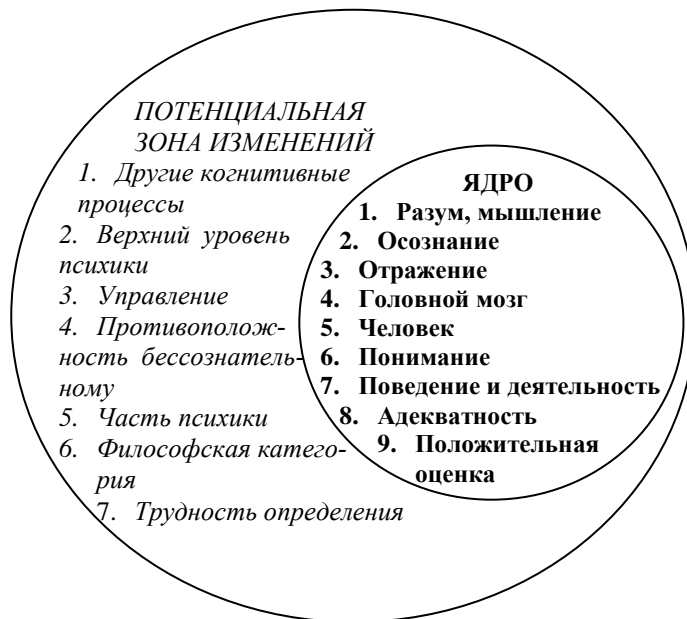 ПОТЕНЦИАЛЬНАЯ
ЗОНА ИЗМЕНЕНИЙ
1. Другие когнитивные
процессы
2. Верхний уровень
психики
3. Управление
4. Противополож-
ность бессознатель-
ному
5. Часть психики
6. Философская катего-
рия
7. Трудность определения
ЯДРО
1. Разум, мышление
2. Осознание
3. Отражение
4. Головной мозг
5. Человек
6. Понимание
7. Поведение и деятельность
8. Адекватность
9. Положительная
оценка